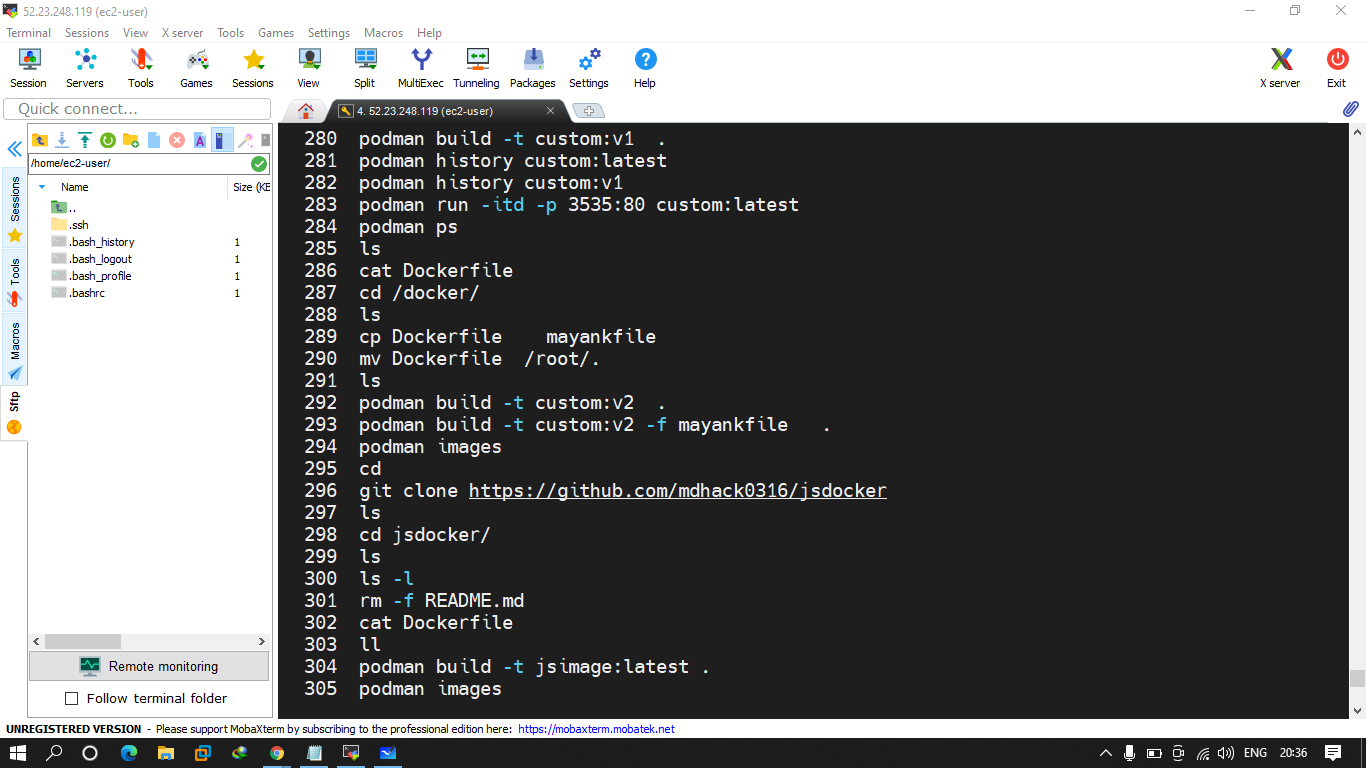 52.23.248.119 (ec2-user)
Terminal Sessions View X server Tools Games Settings Macros Help
Session Servers Tools Games Sessions View Split MultiExec Tunneling Packages Settings Help X server Exit
Quick connect...
4. 52.23.248.119 (ec2-user)
/home/ec2-user/
Name Size (KB
..
.ssh
.bash_history 1
.bash_logout 1
.bash_profile 1
.bashrc 1
Sessions
Tools
Macros
Sftp
280 podman build -t custom:v1 .
281 podman history custom:latest
282 podman history custom:v1
283 podman run -itd -p 3535:80 custom:latest
284 podman ps
285 ls
286 cat Dockerfile
287 cd /docker/
288 ls
289 cp Dockerfile mayankfile
290 mv Dockerfile /root/.
291 ls
292 podman build -t custom:v2 .
293 podman build -t custom:v2 -f mayankfile .
294 podman images
295 cd
296 git clone https://github.com/mdhack0316/jsdocker
297 ls
298 cd jsdocker/
299 ls
300 ls -l
301 rm -f README.md
302 cat Dockerfile
303 ll
304 podman build -t jsimage:latest .
305 podman images
Remote monitoring
Follow terminal folder
UNREGISTERED VERSION - Please support MobaXterm by subscribing to the professional edition here: https://mobaxterm.mobatek.net
ENG 20:36